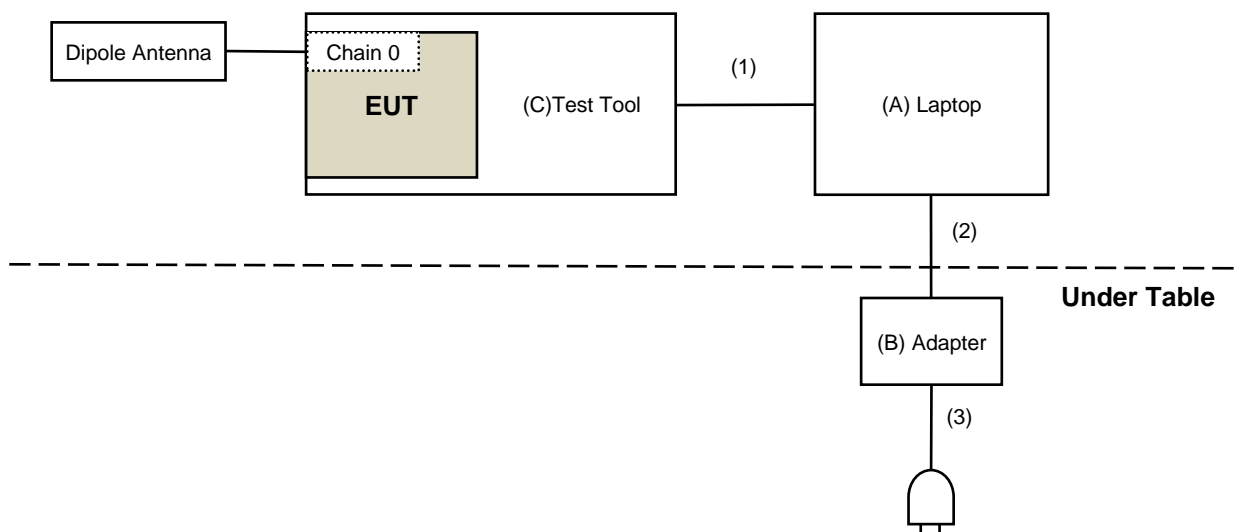 Dipole Antenna
Chain 0
EUT
(C)Test Tool
(1)
(A) Laptop
(2)
Under Table
(B) Adapter
(3)